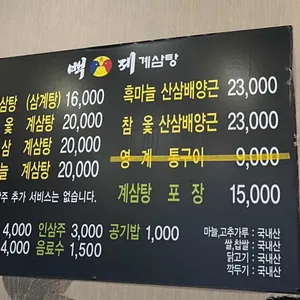 백제 계삼탕
삼탕 (삼계탕) 16,000
옻 계삼탕 20,000
삼 계삼탕 20,000
늘 계삼탕 20,000
추가 서비스는 없습니다.
흑마늘 산삼배양근 23,000
참 옻 산삼배양근 23,000
영계 통구이 9,000
계삼탕 포장 15,000
4,000 인삼주 3,000 공기밥 1,000
4,000 음료수 1,500
마늘,고추가루 : 국내산
쌀,찹쌀 : 국내산
닭고기 : 국내산
깍두기 : 국내산